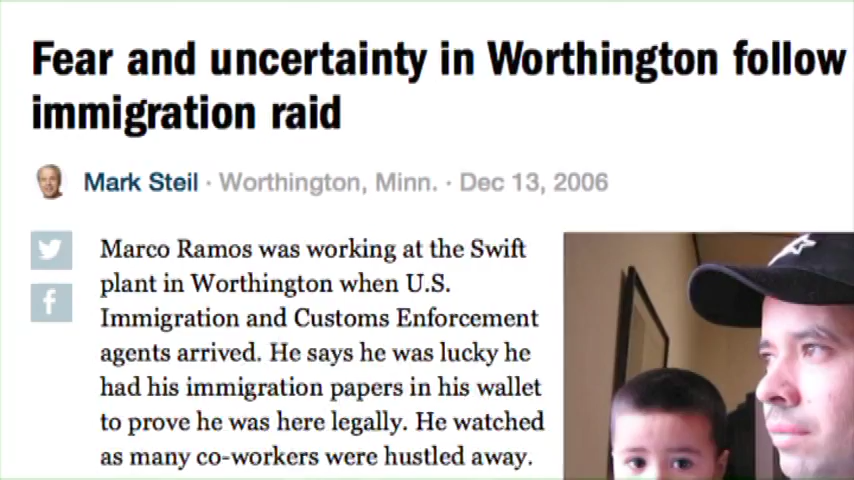 Fear and uncertainty in Worthington follow
immigration raid
Mark Steil · Worthington, Minn. · Dec 13, 2006
Marco Ramos was working at the Swift
plant in Worthington when U.S.
Immigration and Customs Enforcement
agents arrived. He says he was lucky he
had his immigration papers in his wallet
to prove he was here legally. He watched
as many co-workers were hustled away.